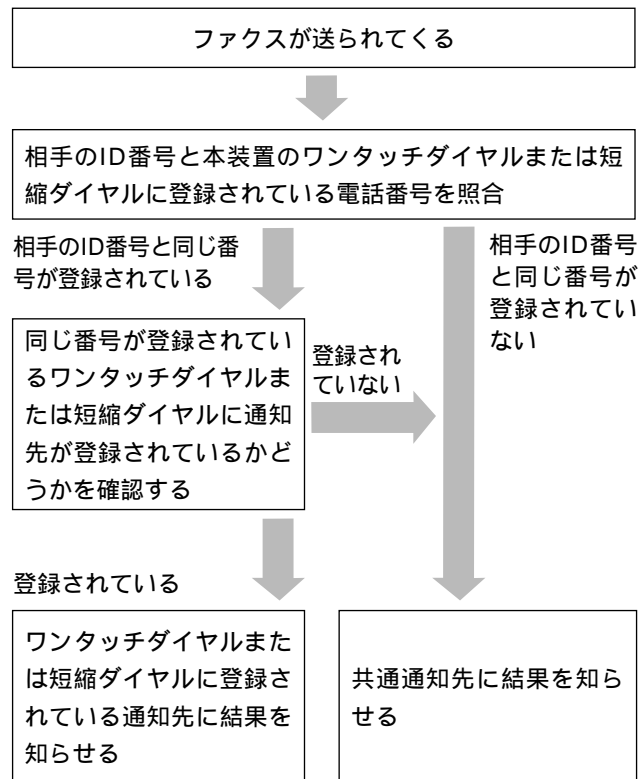 ファクスが送られてくる
相手のID番号と本装置のワンタッチダイヤルまたは短
縮ダイヤルに登録されている電話番号を照合
相手のID番号と同じ番
号が登録されている
相手のID番号
と同じ番号が
登録されてい
ない
同じ番号が登録されてい
るワンタッチダイヤルま
たは短縮ダイヤルに通知
先が登録されているかど
うかを確認する
登録され
ていない
登録されている
ワンタッチダイヤルまた
は短縮ダイヤルに登録さ
れている通知先に結果を
知らせる
共通通知先に結果を知ら
せる